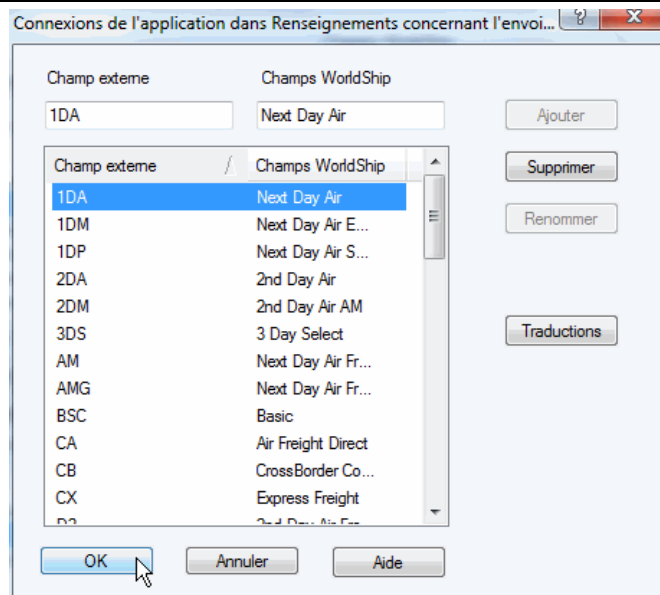 Connexions de l'application dans Renseignements concernant l'envoi...
Champ externe Champs WorldShip
1DA Next Day Air Ajouter
Champ externe Champs WorldShip Supprimer
1DA Next Day Air
1DM Next Day Air E... Renommer
1DP Next Day Air S...
2DA 2nd Day Air
2DM 2nd Day Air AM
3DS 3 Day Select Traductions
AM Next Day Air Fr...
AMG Next Day Air Fr...
BSC Basic
CA Air Freight Direct
CB CrossBorder Co...
CX Express Freight
OK Annuler Aide